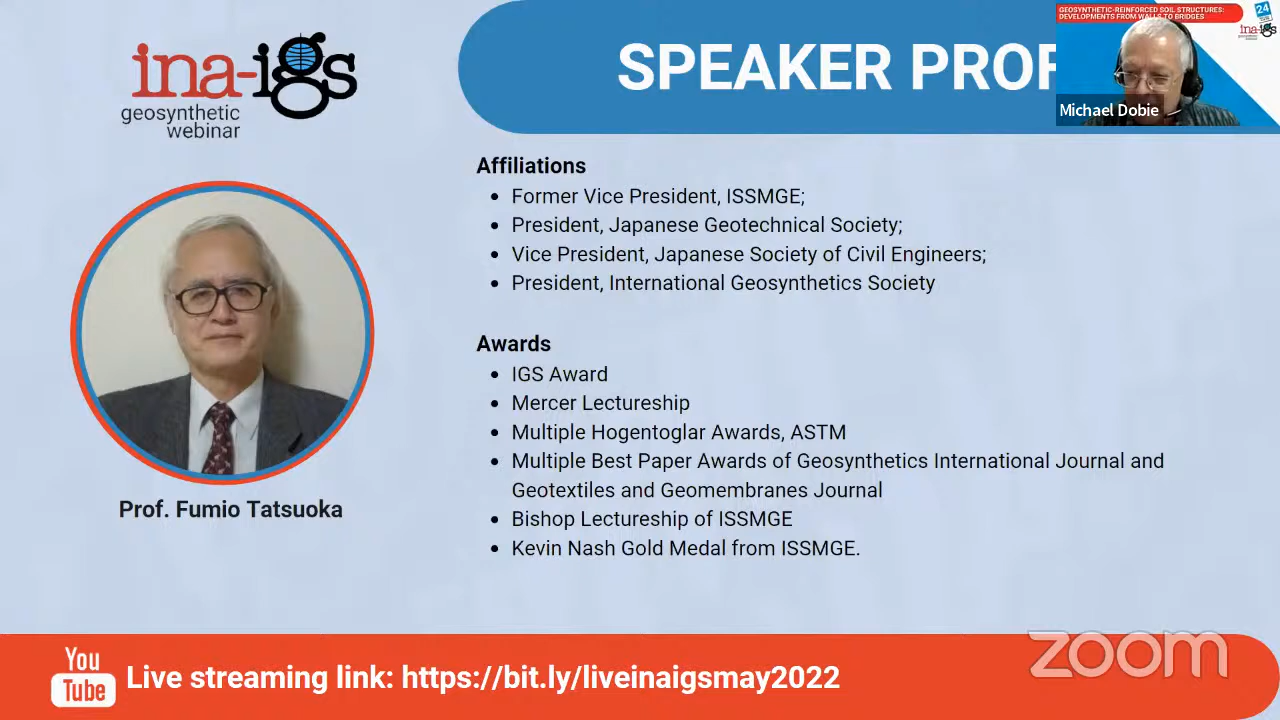 ina-igs
geosynthetic
webinar
SPEAKER PROF
GEOSYNTHETIC-REINFORCED SOIL STRUCTURES:
DEVELOPMENTS FROM WALLS TO BRIDGES
24
ina-igs
Michael Dobie
Affiliations
• Former Vice President, ISSMGE;
• President, Japanese Geotechnical Society;
• Vice President, Japanese Society of Civil Engineers;
• President, International Geosynthetics Society
Awards
• IGS Award
• Mercer Lectureship
• Multiple Hogentoglar Awards, ASTM
• Multiple Best Paper Awards of Geosynthetics International Journal and
Geotextiles and Geomembranes Journal
• Bishop Lectureship of ISSMGE
• Kevin Nash Gold Medal from ISSMGE.
Prof. Fumio Tatsuoka
You
Tube
Live streaming link: https://bit.ly/liveinaigsmay2022
zoom